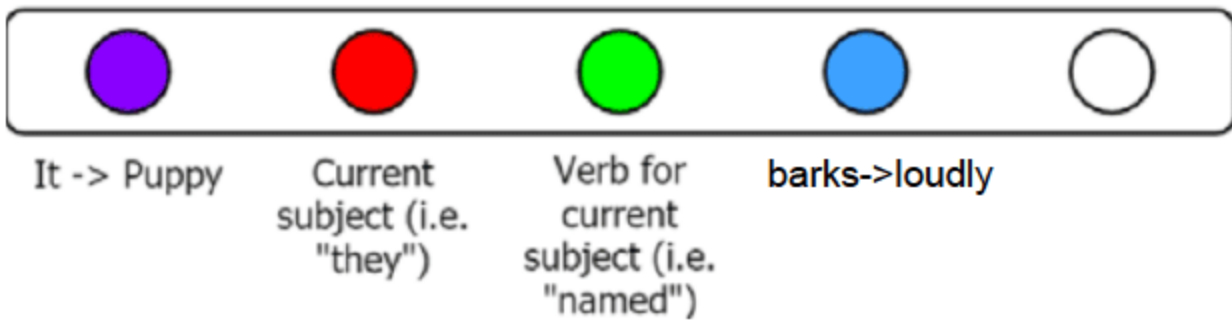 It -> Puppy
Current
subject (i.e.
"they")
Verb for
current
subject (i.e.
"named")
barks->loudly